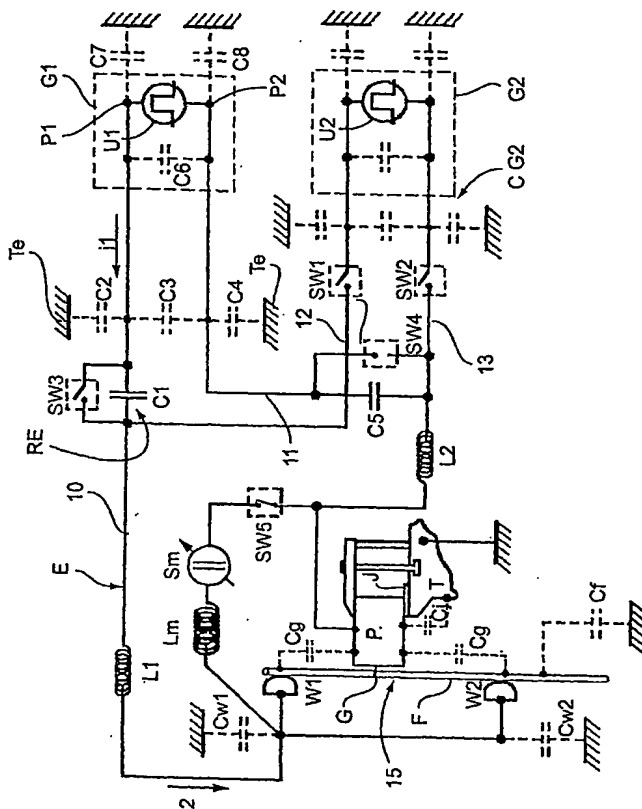 G1
C7
C8
P1
U1
P2
C6
i1
Te
C2
C3
C4
Te
SW3
C1
RE
10
E
L1
2
11
12
C5
SW4
SW1
SW2
13
U2
G2
C G2
L2
SW5
Sm
Lm
Cw1
W1
Cg
P.
J
T
Cj
Cg
G
15
F
W2
Cw2
Cf